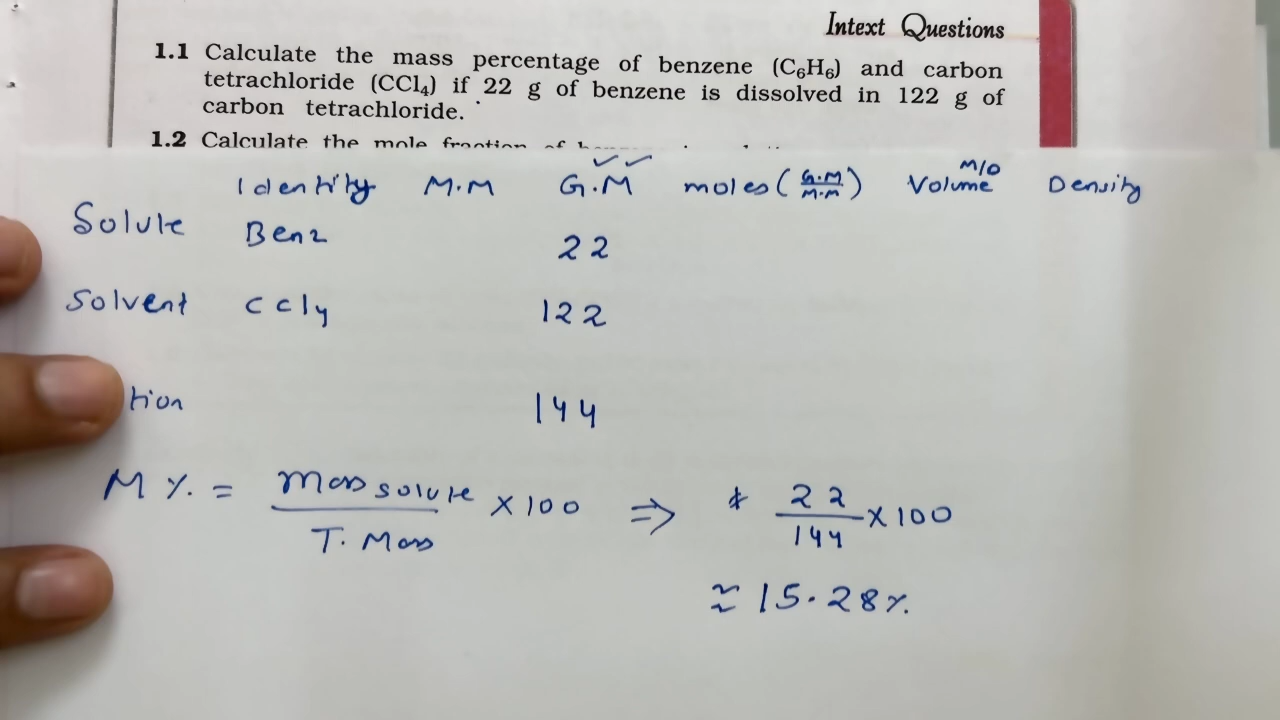 Intext Questions
1.1 Calculate the mass percentage of benzene (C₆H₆) and carbon
tetrachloride (CCl₄) if 22 g of benzene is dissolved in 122 g of
carbon tetrachloride.
1.2 Calculate the mole fraction of
Identity M.M G.M moles (G.M/M.M) Volume M/D Density
Solute Benz 22
Solvent CCl4 122
tion 144
M %. = Mass solute / T. Mass × 100 ⇒ 22/144 × 100
≈ 15.28%